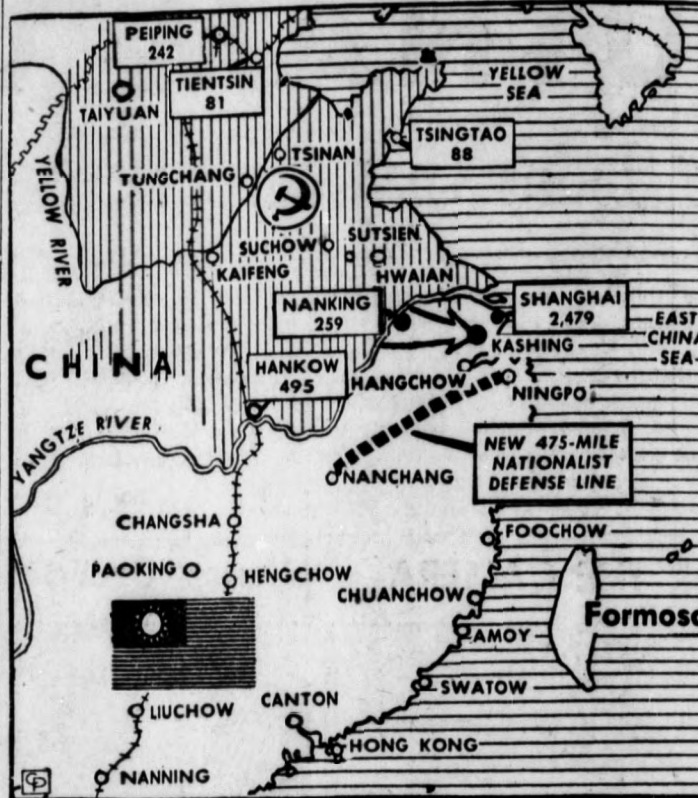 PEIPING
242
TIENTSIN
81
TAIYUAN
YELLOW
SEA
TSINGTAO
88
TSINAN
TUNGCHANG
YELLOW RIVER
SUCHOW
SUTSIEN
KAIFENG
HWAIAN
NANKING
259
SHANGHAI
2,479
EAST
CHINA
SEA
KASHING
CHINA
HANKOW
495
HANGCHOW
NINGPO
YANGTZE RIVER
NEW 475-MILE
NATIONALIST
DEFENSE LINE
NANCHANG
CHANGSHA
FOOCHOW
PAOKING
HENGCHOW
CHUANCHOW
Formosa
AMOY
SWATOW
LIUCHOW
CANTON
HONG KONG
NANNING
CP